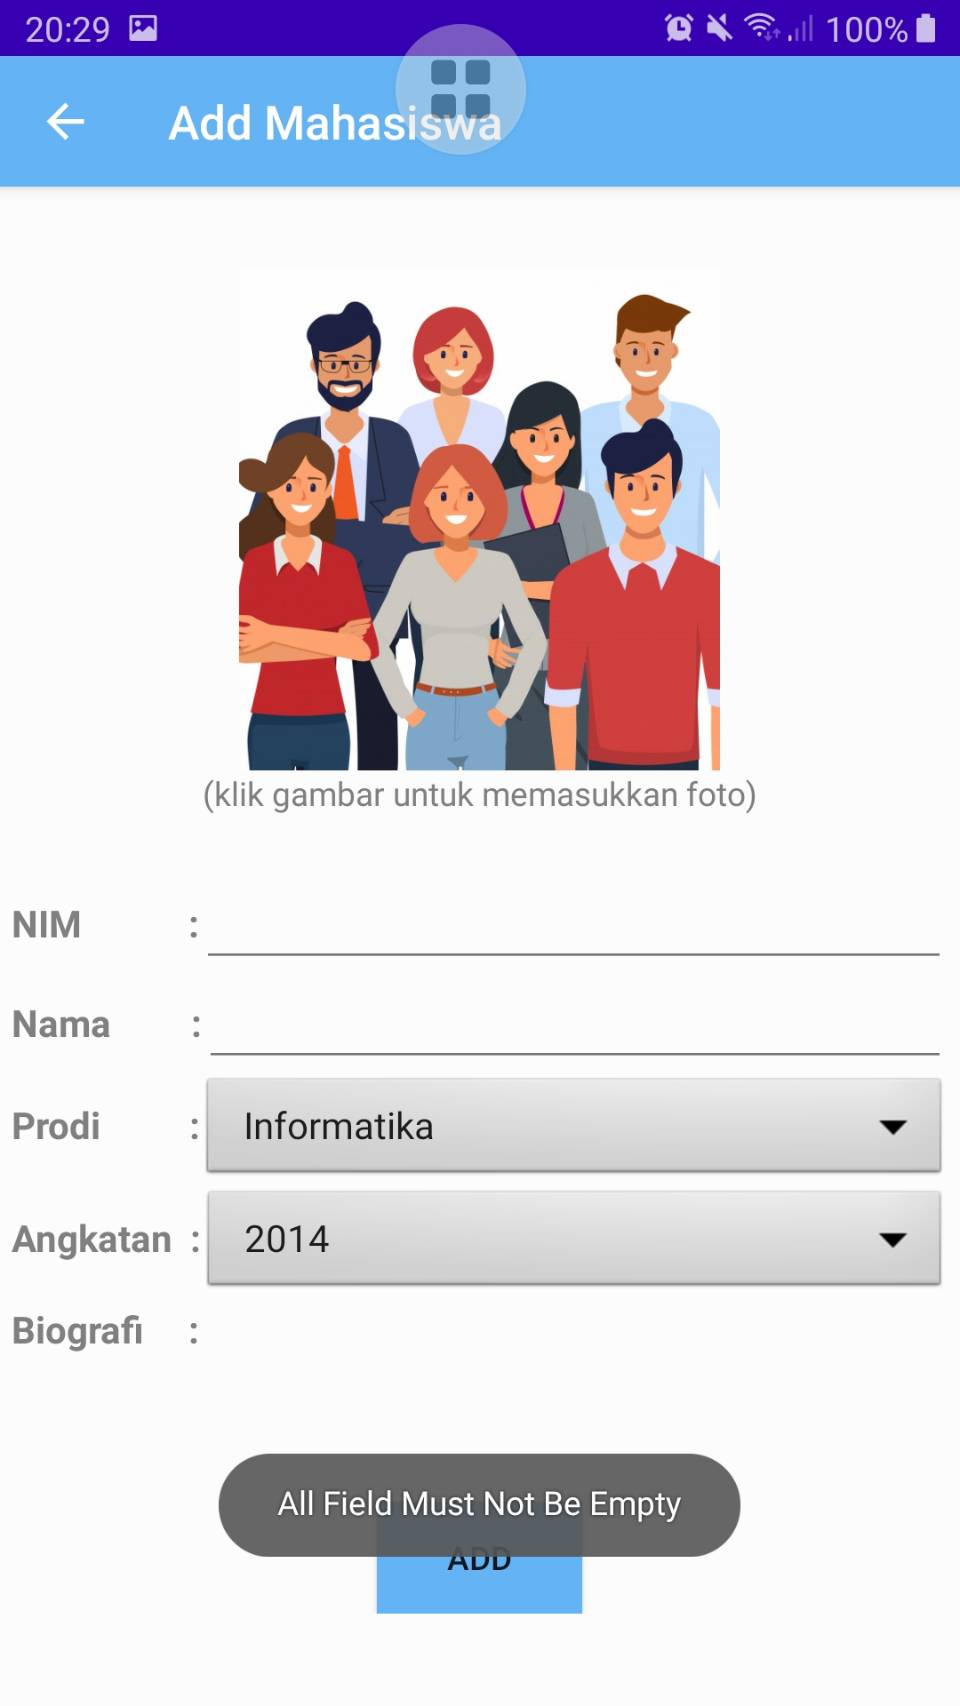 20:29 100%
Add Mahasiswa
(klik gambar untuk memasukkan foto)
NIM :
Nama :
Prodi : Informatika
Angkatan : 2014
Biografi :
All Field Must Not Be Empty
ADD